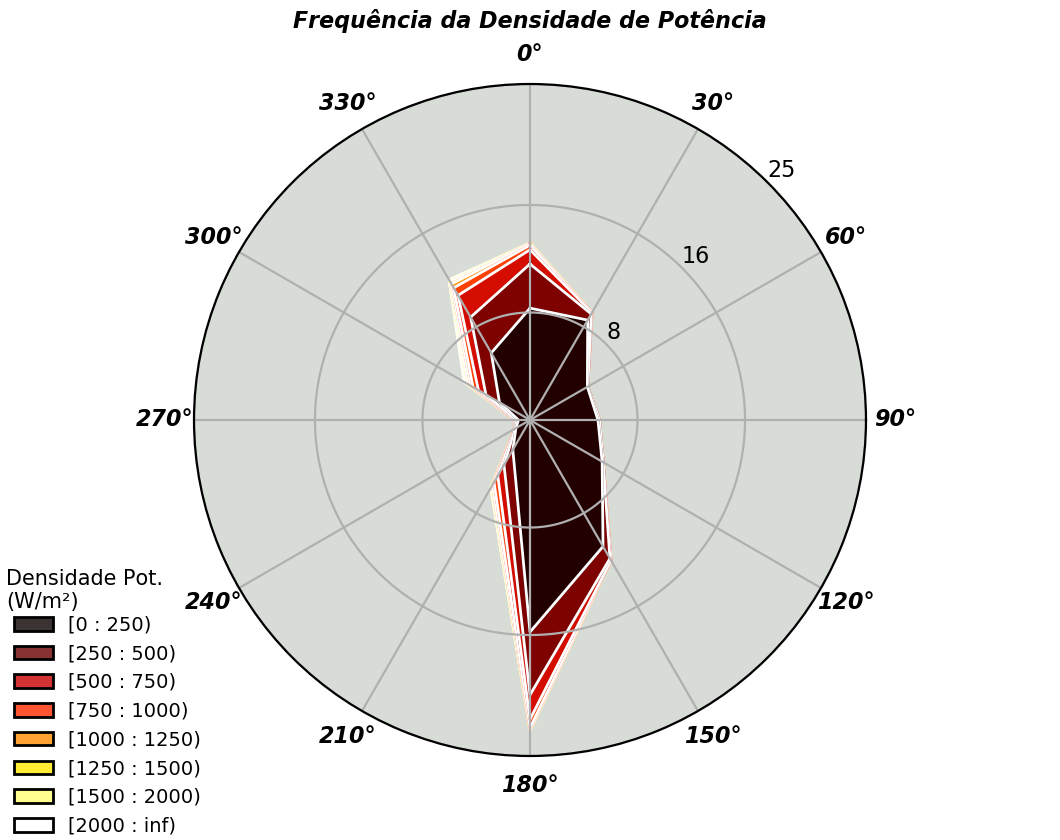 Frequência da Densidade de Potência
0°
330°
30°
25
300°
60°
16
8
270°
90°
240°
120°
210°
150°
180°
Densidade Pot.
(W/m²)
[0 : 250)
[250 : 500)
[500 : 750)
[750 : 1000)
[1000 : 1250)
[1250 : 1500)
[1500 : 2000)
[2000 : inf)